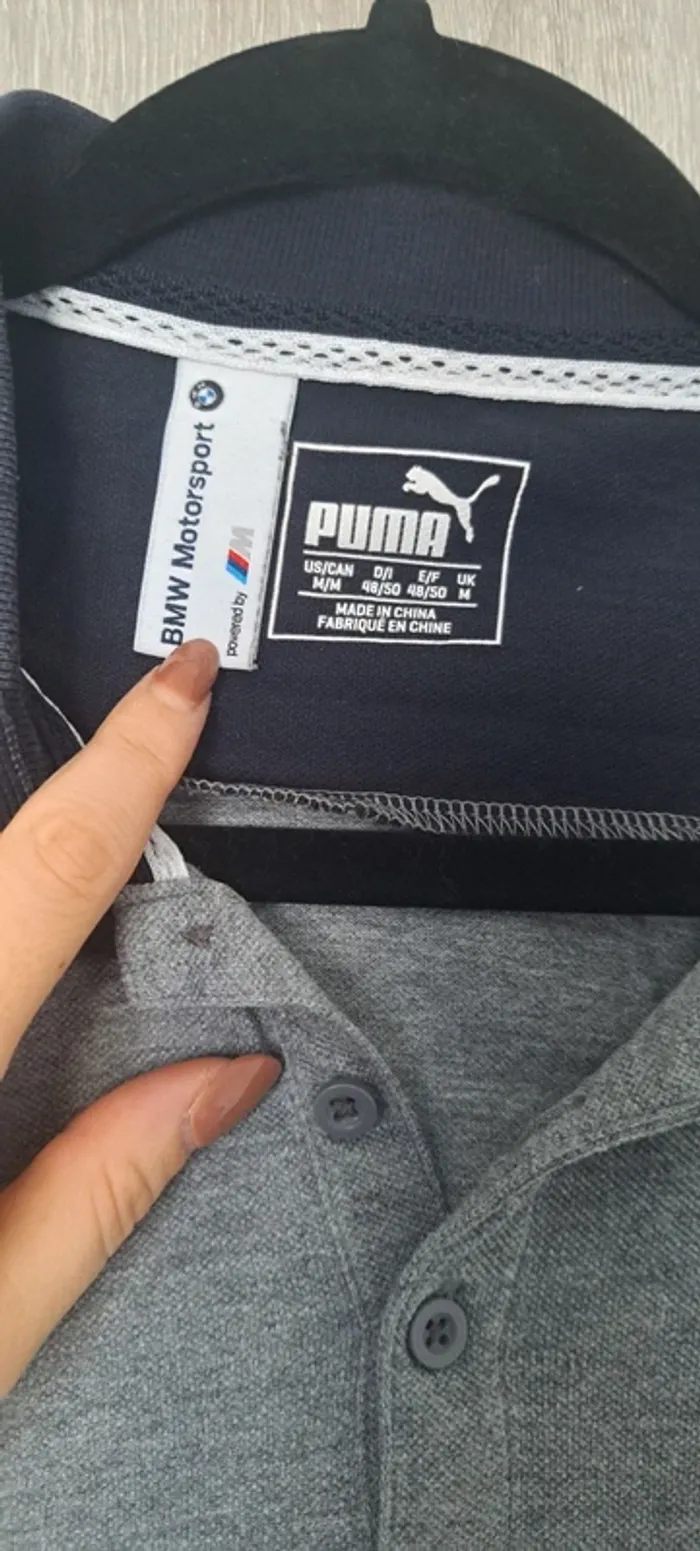 BMW Motorsport
powered by M
PUMA
US/CAN D/I E/F UK
M/M 48/50 48/50 M
MADE IN CHINA
FABRIQUÉ EN CHINE